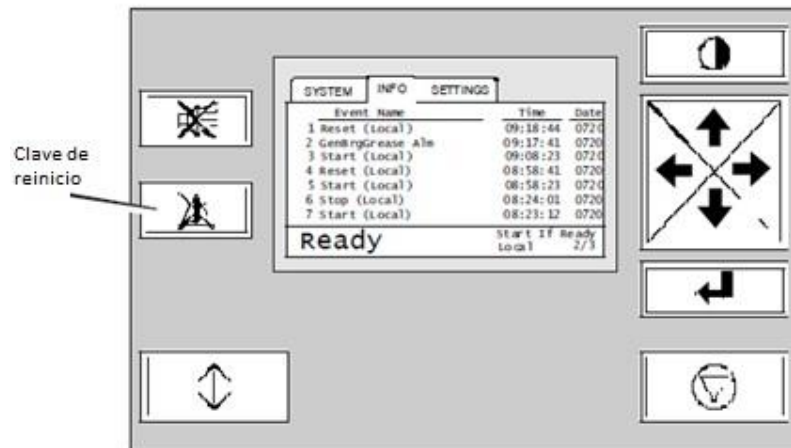 Clave de
reinicio
SYSTEM INFO SETTINGS
Event Name Time Date
1 Reset (Local) 09:18:44 0720
2 GenBrgGrease Alm 09:17:41 0720
3 Start (Local) 09:08:23 0720
4 Reset (Local) 08:58:41 0720
5 Start (Local) 08:58:23 0720
6 Stop (Local) 08:24:01 0720
7 Start (Local) 08:23:12 0720
Ready Start If Ready
Local 2/3